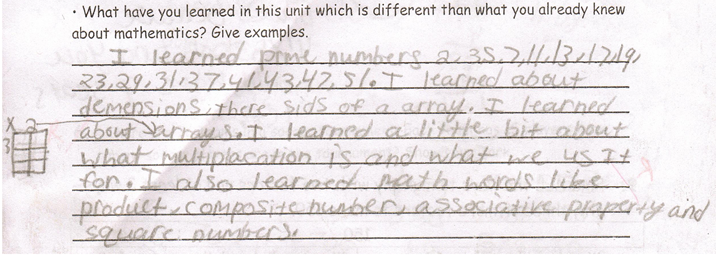 · What have you learned in this unit which is different than what you already knew
about mathematics? Give examples.
I learned prime numbers 2,35,7,11,13,17,19,
23,29,31,37,41,43,47,51. I learned about
demensions, there sids of a array. I learned
X 2 about arrays. I learned a little bit about
3 what multiplacation is and what we us It
for. I also learned math words like
product, composite number, associative property and
square numbers.